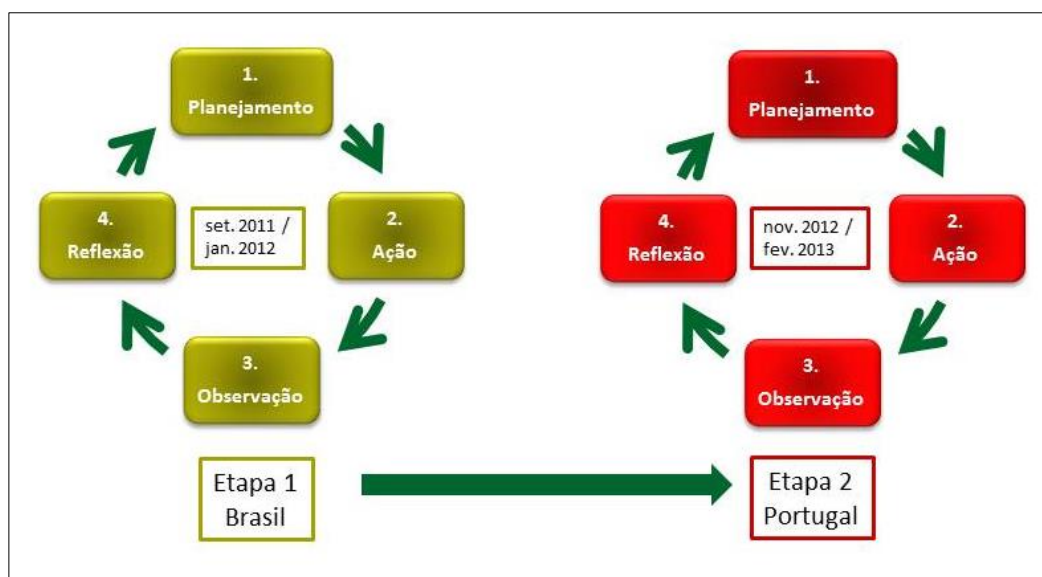 1.
Planejamento
4.
Reflexão
set. 2011 /
jan. 2012
2.
Ação
3.
Observação
Etapa 1
Brasil
1.
Planejamento
4.
Reflexão
nov. 2012 /
fev. 2013
2.
Ação
3.
Observação
Etapa 2
Portugal